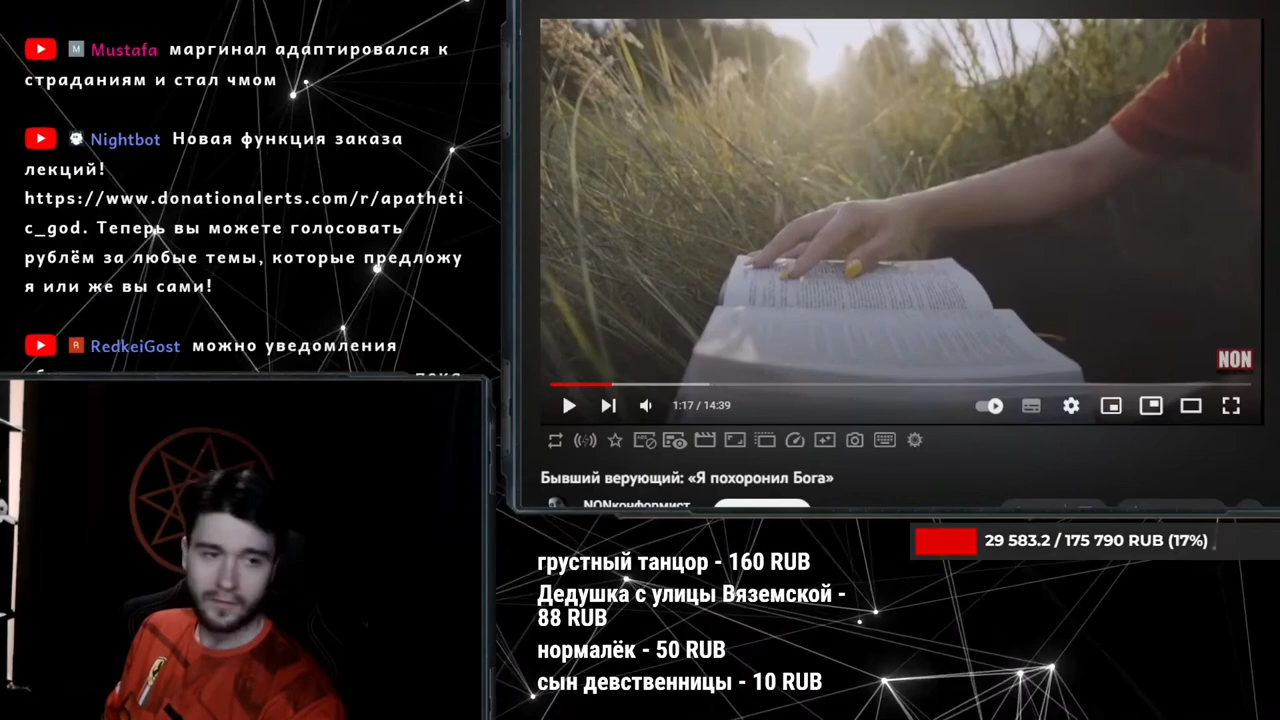 Mustafa маргинал адаптировался к
страданиям и стал чмом
Nightbot Новая функция заказа
лекций!
https://www.donationalerts.com/r/apatheti
c_god. Теперь вы можете голосовать
рублём за любые темы, которые предложу
я или же вы сами!
RedkeiGost можно уведомления
NON
1:17 / 14:39
Бывший верующий: «Я похоронил Бога»
NONконформист
29 583.2 / 175 790 RUB (17%)
грустный танцор - 160 RUB
Дедушка с улицы Вяземской -
88 RUB
нормалёк - 50 RUB
сын девственницы - 10 RUB